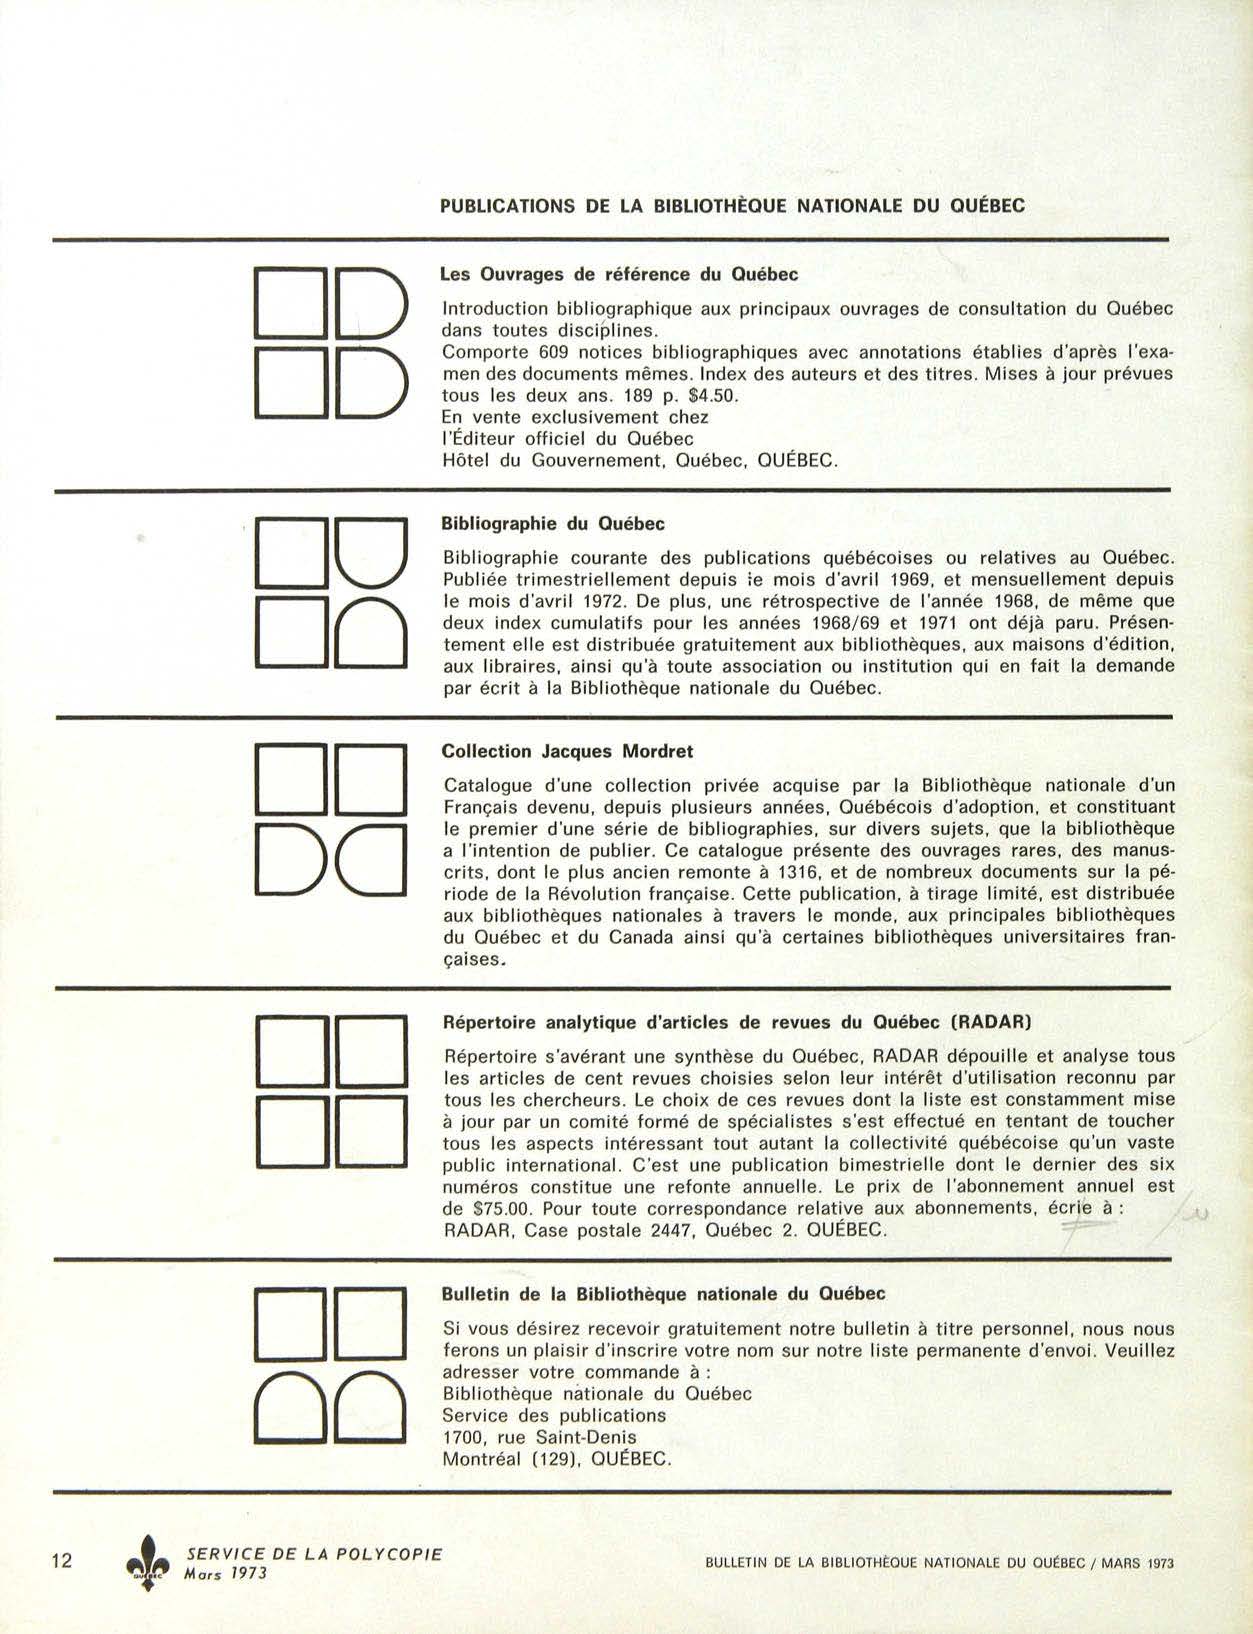 PUBLICATIONS DE LA BIBLIOTHÈQUE NATIONALE DU QUÉBEC
Les Ouvrages de référence du Québec
Introduction bibliographique aux principaux ouvrages de consultation du Québec
dans toutes disciplines.
Comporte 609 notices bibliographiques avec annotations établies d'après l'exa-
men des documents mêmes. Index des auteurs et des titres. Mises à jour prévues
tous les deux ans. 189 p. $4.50.
En vente exclusivement chez
l'Éditeur officiel du Québec
Hôtel du Gouvernement, Québec, QUÉBEC.
Bibliographie du Québec
Bibliographie courante des publications québécoises ou relatives au Québec.
Publiée trimestriellement depuis le mois d'avril 1969, et mensuellement depuis
le mois d'avril 1972. De plus, une rétrospective de l'année 1968, de même que
deux index cumulatifs pour les années 1968/69 et 1971 ont déjà paru. Présen-
tement elle est distribuée gratuitement aux bibliothèques, aux maisons d'édition,
aux libraires, ainsi qu'à toute association ou institution qui en fait la demande
par écrit à la Bibliothèque nationale du Québec.
Collection Jacques Mordret
Catalogue d'une collection privée acquise par la Bibliothèque nationale d'un
Français devenu, depuis plusieurs années, Québécois d'adoption, et constituant
le premier d'une série de bibliographies, sur divers sujets, que la bibliothèque
a l'intention de publier. Ce catalogue présente des ouvrages rares, des manus-
crits, dont le plus ancien remonte à 1316, et de nombreux documents sur la pé-
riode de la Révolution française. Cette publication, à tirage limité, est distribuée
aux bibliothèques nationales à travers le monde, aux principales bibliothèques
du Québec et du Canada ainsi qu'à certaines bibliothèques universitaires fran-
çaises.
Répertoire analytique d'articles de revues du Québec (RADAR)
Répertoire s'avérant une synthèse du Québec, RADAR dépouille et analyse tous
les articles de cent revues choisies selon leur intérêt d'utilisation reconnu par
tous les chercheurs. Le choix de ces revues dont la liste est constamment mise
à jour par un comité formé de spécialistes s'est effectué en tentant de toucher
tous les aspects intéressant tout autant la collectivité québécoise qu'un vaste
public international. C'est une publication bimestrielle dont le dernier des six
numéros constitue une refonte annuelle. Le prix de l'abonnement annuel est
de $75.00. Pour toute correspondance relative aux abonnements, écrie à :
RADAR, Case postale 2447, Québec 2. QUÉBEC.
Bulletin de la Bibliothèque nationale du Québec
Si vous désirez recevoir gratuitement notre bulletin à titre personnel, nous nous
ferons un plaisir d'inscrire votre nom sur notre liste permanente d'envoi. Veuillez
adresser votre commande à :
Bibliothèque nationale du Québec
Service des publications
1700, rue Saint-Denis
Montréal (129), QUÉBEC.
12
QUÉBEC
SERVICE DE LA POLYCOPIE
Mars 1973
BULLETIN DE LA BIBLIOTHÈQUE NATIONALE DU QUÉBEC / MARS 1973